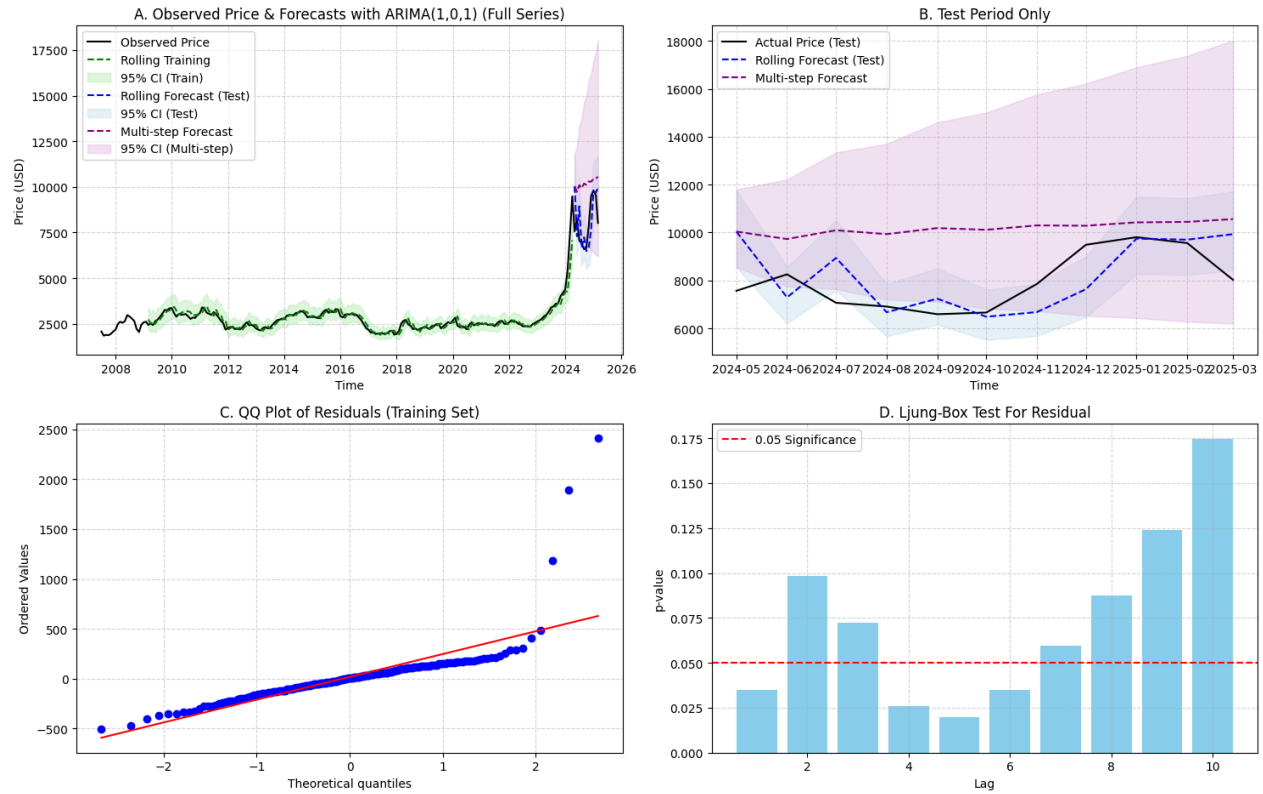 A. Observed Price & Forecasts with ARIMA(1,0,1) (Full Series)
Observed Price
Rolling Training
95% CI (Train)
Rolling Forecast (Test)
95% CI (Test)
Multi-step Forecast
95% CI (Multi-step)
Price (USD)
17500
15000
12500
10000
7500
5000
2500
2008
2010
2012
2014
2016
2018
2020
2022
2024
2026
Time
B. Test Period Only
Actual Price (Test)
Rolling Forecast (Test)
Multi-step Forecast
Price (USD)
18000
16000
14000
12000
10000
8000
6000
2024-05
2024-06
2024-07
2024-08
2024-09
2024-10
2024-11
2024-12
2025-01
2025-02
2025-03
Time
C. QQ Plot of Residuals (Training Set)
Ordered Values
2500
2000
1500
1000
500
0
−500
−2
−1
0
1
2
Theoretical quantiles
D. Ljung-Box Test For Residual
0.05 Significance
p-value
0.175
0.150
0.125
0.100
0.075
0.050
0.025
0.000
2
4
6
8
10
Lag